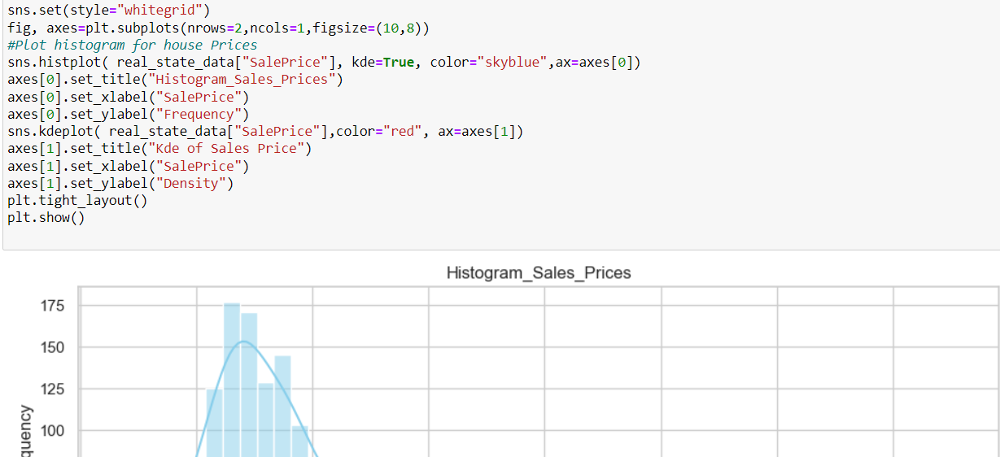 sns.set(style="whitegrid")
fig, axes=plt.subplots(nrows=2,ncols=1,figsize=(10,8))
#Plot histogram for house Prices
sns.histplot( real_state_data["SalePrice"], kde=True, color="skyblue",ax=axes[0])
axes[0].set_title("Histogram_Sales_Prices")
axes[0].set_xlabel("SalePrice")
axes[0].set_ylabel("Frequency")
sns.kdeplot( real_state_data["SalePrice"],color="red", ax=axes[1])
axes[1].set_title("Kde of Sales Price")
axes[1].set_xlabel("SalePrice")
axes[1].set_ylabel("Density")
plt.tight_layout()
plt.show()
Histogram_Sales_Prices
175
150
125
100
quency